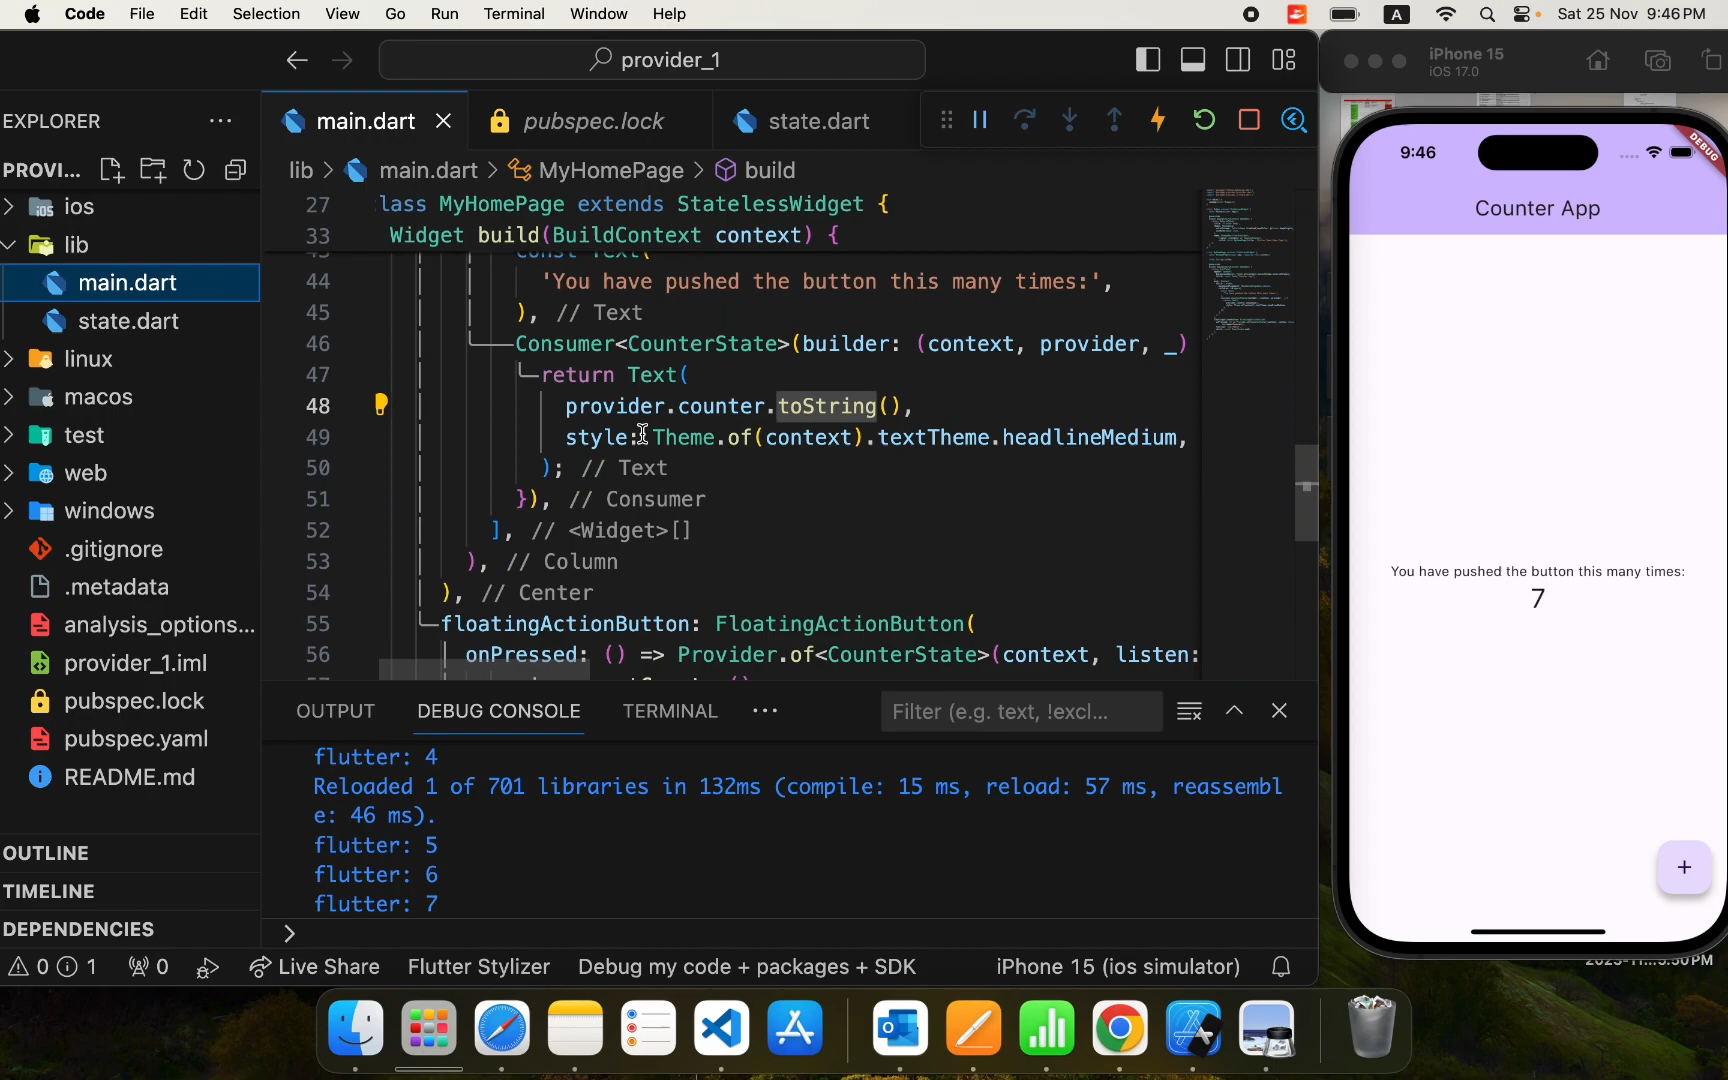 Code File Edit Selection View Go Run Terminal Window Help A Sat 25 Nov 9:46 PM
provider_1
iPhone 15
iOS 17.0
EXPLORER ...
main.dart pubspec.lock state.dart
PROVI...
lib > main.dart > MyHomePage > build
ios
lib
main.dart
state.dart
linux
macos
test
web
windows
.gitignore
.metadata
analysis_options...
provider_1.iml
pubspec.lock
pubspec.yaml
README.md
OUTLINE
TIMELINE
DEPENDENCIES
27 lass MyHomePage extends StatelessWidget {
33 Widget build(BuildContext context) {
43 const Text(
44 'You have pushed the button this many times:',
45 ), // Text
46 Consumer<CounterState>(builder: (context, provider, _)
47 return Text(
48 provider.counter.toString(),
49 style: Theme.of(context).textTheme.headlineMedium,
50 ); // Text
51 }), // Consumer
52 ], // <Widget>[]
53 ), // Column
54 ), // Center
55 floatingActionButton: FloatingActionButton(
56 onPressed: () => Provider.of<CounterState>(context, listen:
OUTPUT DEBUG CONSOLE TERMINAL ... Filter (e.g. text, !excl...
flutter: 4
Reloaded 1 of 701 libraries in 132ms (compile: 15 ms, reload: 57 ms, reassembl
e: 46 ms).
flutter: 5
flutter: 6
flutter: 7
>
0 1 0 Live Share Flutter Stylizer Debug my code + packages + SDK iPhone 15 (ios simulator)
9:46
DEBUG
Counter App
You have pushed the button this many times:
7
+